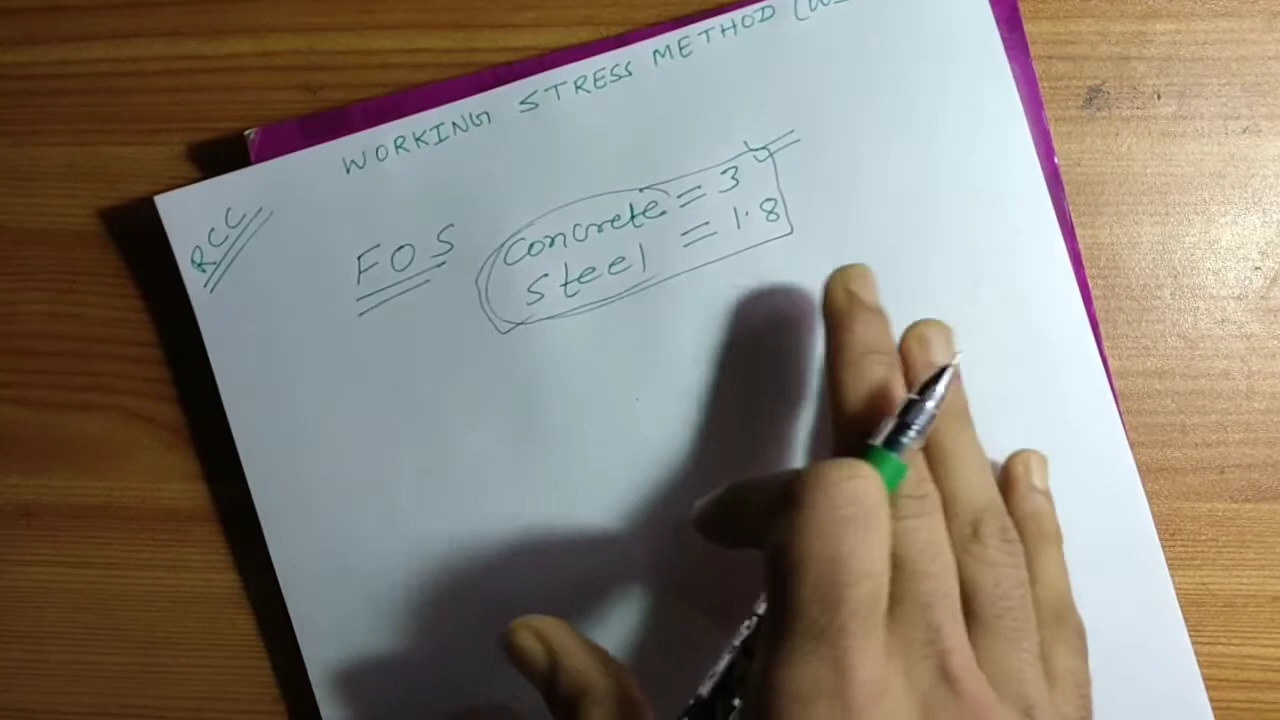 WORKING STRESS METHOD
RCC
FOS
Concrete = 3
Steel = 1.8